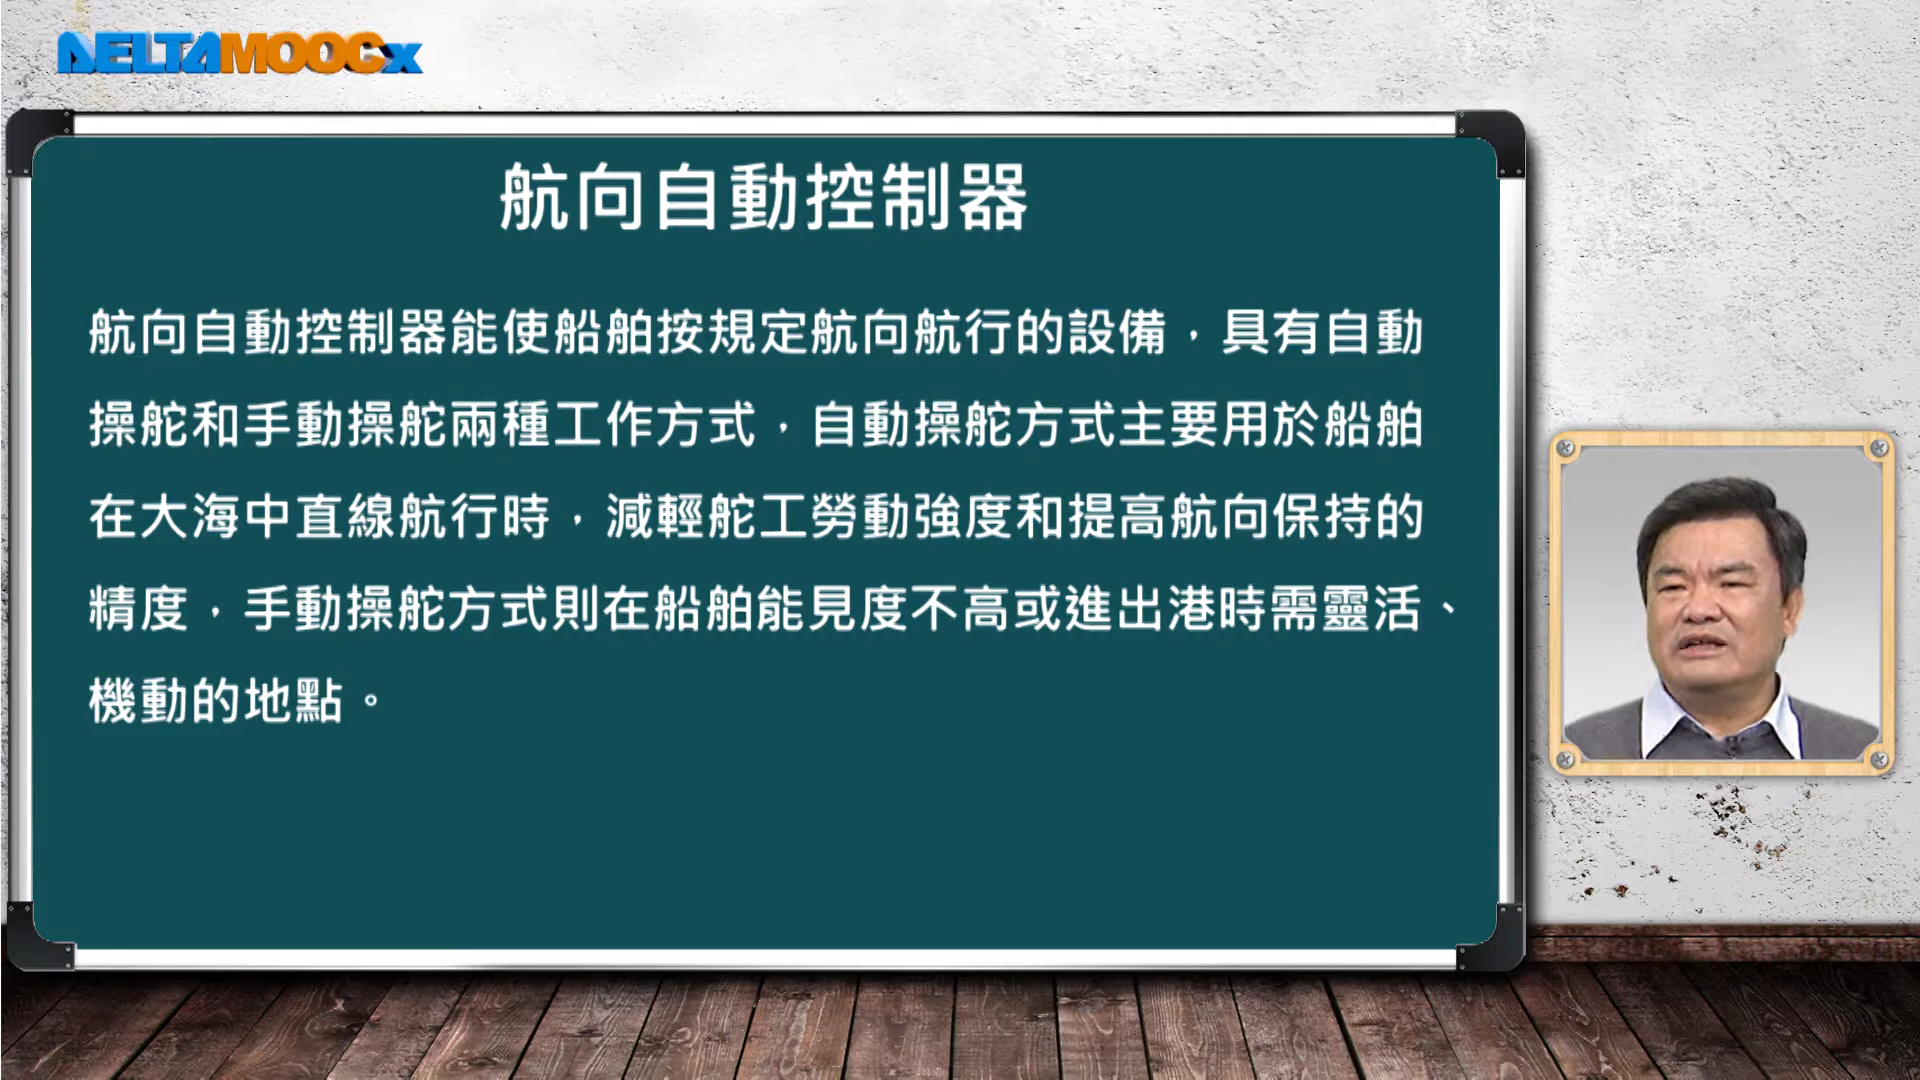 DELTAMOOCx
航向自動控制器
航向自動控制器能使船舶按規定航向航行的設備，具有自動
操舵和手動操舵兩種工作方式，自動操舵方式主要用於船舶
在大海中直線航行時，減輕舵工勞動強度和提高航向保持的
精度，手動操舵方式則在船舶能見度不高或進出港時需靈活、
機動的地點。